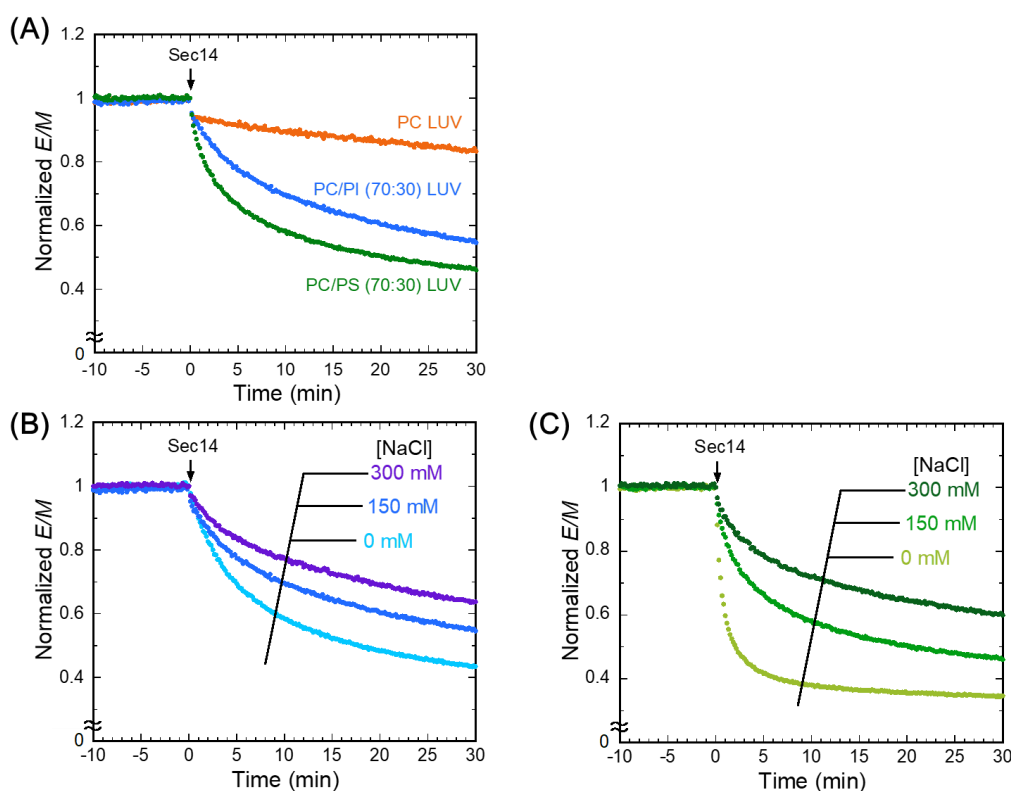 (A)
1.2
1
0.8
0.6
0.4
0
Normalized E/M
Sec14
PC LUV
PC/PI (70:30) LUV
PC/PS (70:30) LUV
-10 -5 0 5 10 15 20 25 30
Time (min)
(B)
1.2
1
0.8
0.6
0.4
0
Normalized E/M
Sec14
[NaCl]
300 mM
150 mM
0 mM
-10 -5 0 5 10 15 20 25 30
Time (min)
(C)
1.2
1
0.8
0.6
0.4
0
Normalized E/M
Sec14
[NaCl]
300 mM
150 mM
0 mM
-10 -5 0 5 10 15 20 25 30
Time (min)